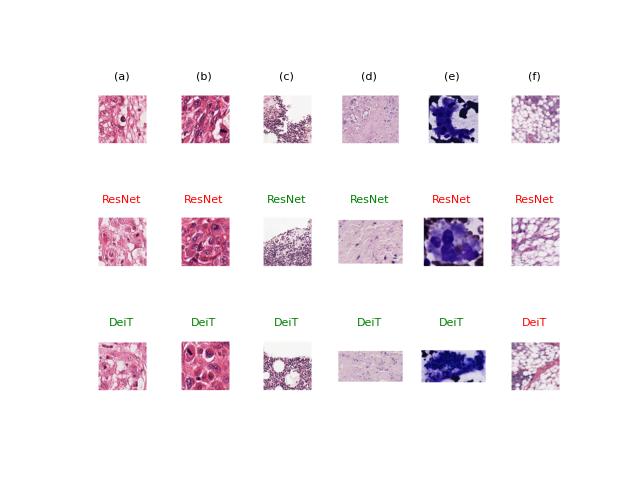 (a) (b) (c) (d) (e) (f)
ResNet ResNet ResNet ResNet ResNet ResNet
DeiT DeiT DeiT DeiT DeiT DeiT